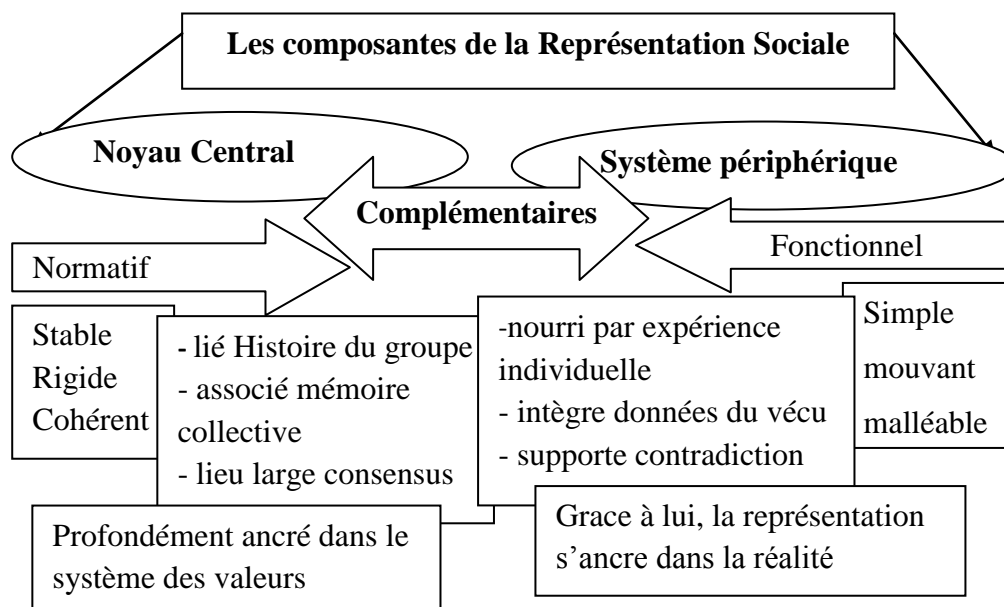 Les composantes de la Représentation Sociale
Noyau Central
Système périphérique
Complémentaires
Normatif
Fonctionnel
Stable
Rigide
Cohérent
- lié Histoire du groupe
- associé mémoire
collective
- lieu large consensus
-nourri par expérience
individuelle
- intègre données du vécu
- supporte contradiction
Simple
mouvant
malléable
Profondément ancré dans le
système des valeurs
Grace à lui, la représentation
s’ancre dans la réalité